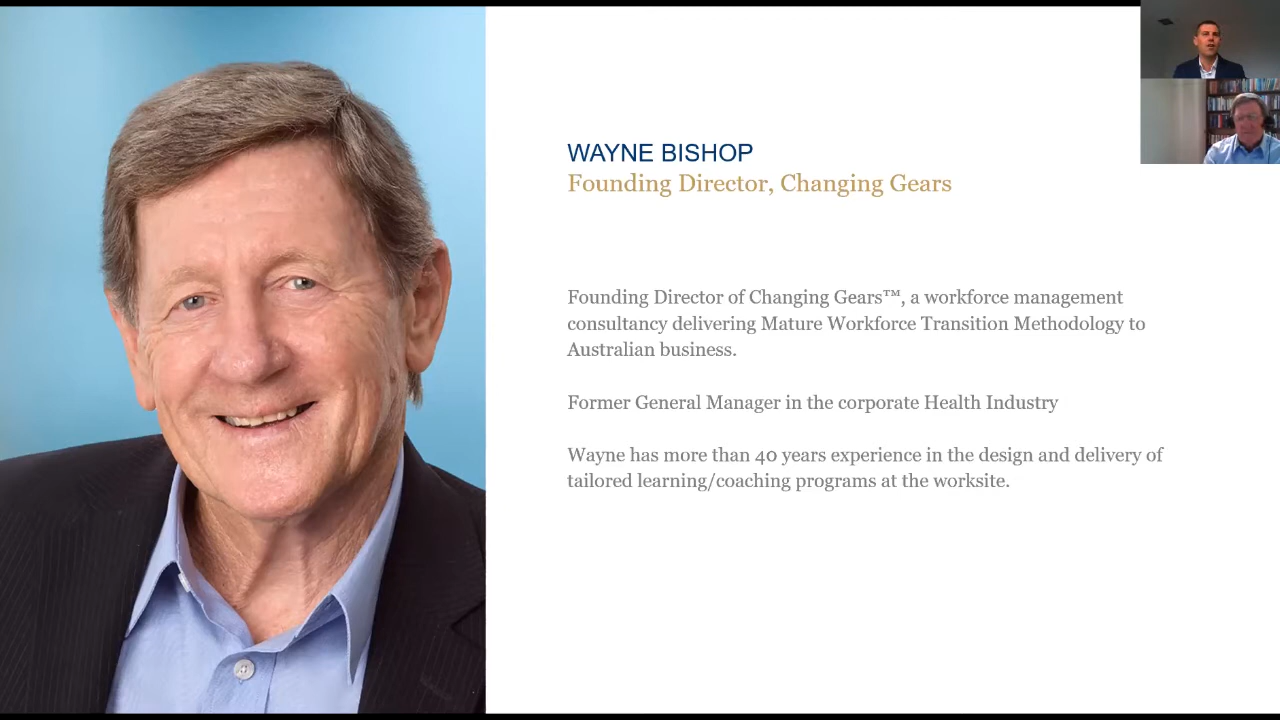 WAYNE BISHOP
Founding Director, Changing Gears
Founding Director of Changing Gears™, a workforce management
consultancy delivering Mature Workforce Transition Methodology to
Australian business.
Former General Manager in the corporate Health Industry
Wayne has more than 40 years experience in the design and delivery of
tailored learning/coaching programs at the worksite.